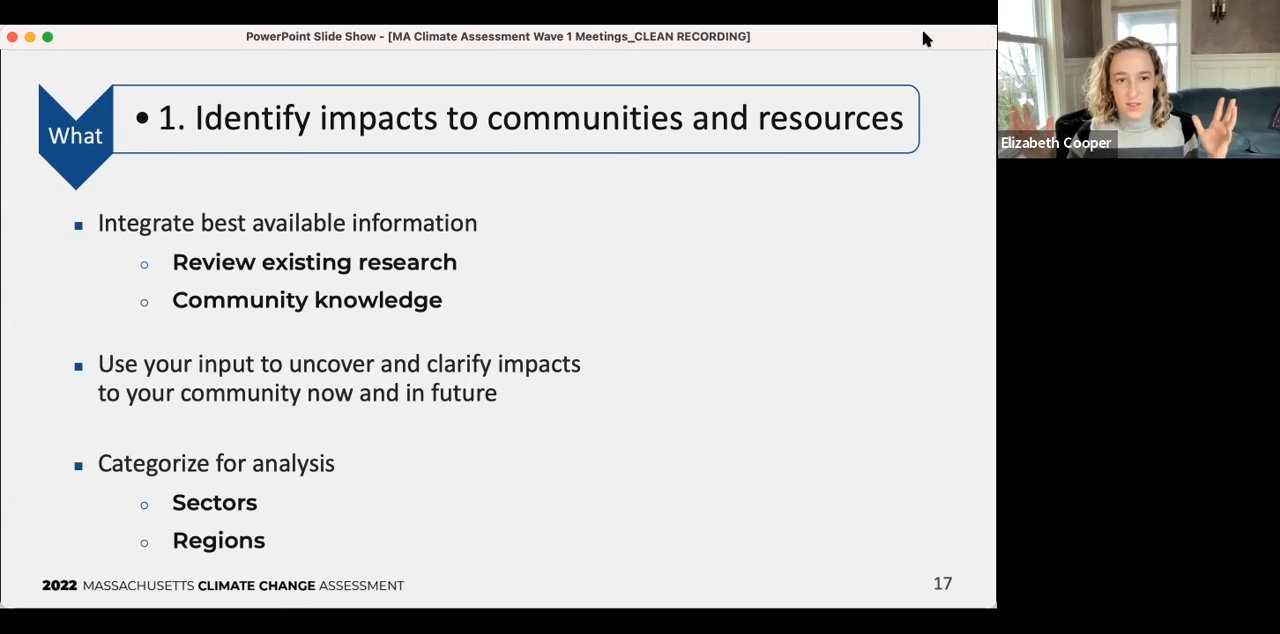 PowerPoint Slide Show - [MA Climate Assessment Wave 1 Meetings_CLEAN RECORDING]
What
• 1. Identify impacts to communities and resources
Elizabeth Cooper
▪ Integrate best available information
○ Review existing research
○ Community knowledge
▪ Use your input to uncover and clarify impacts
to your community now and in future
▪ Categorize for analysis
○ Sectors
○ Regions
2022 MASSACHUSETTS CLIMATE CHANGE ASSESSMENT
17